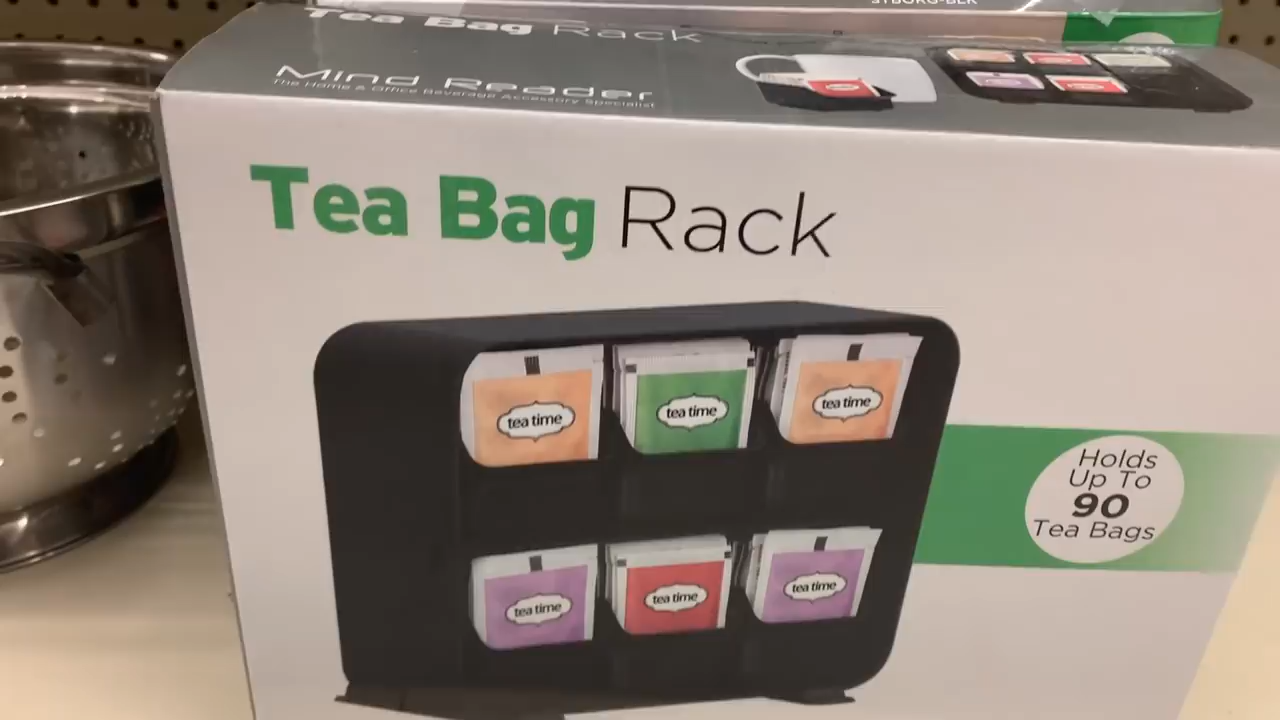 Tea Bag Rack
Mind Reader
The Home & Office Beverage Accessory Specialist
Tea Bag Rack
tea time
tea time
tea time
Holds
Up To
90
Tea Bags
tea time
tea time
tea time